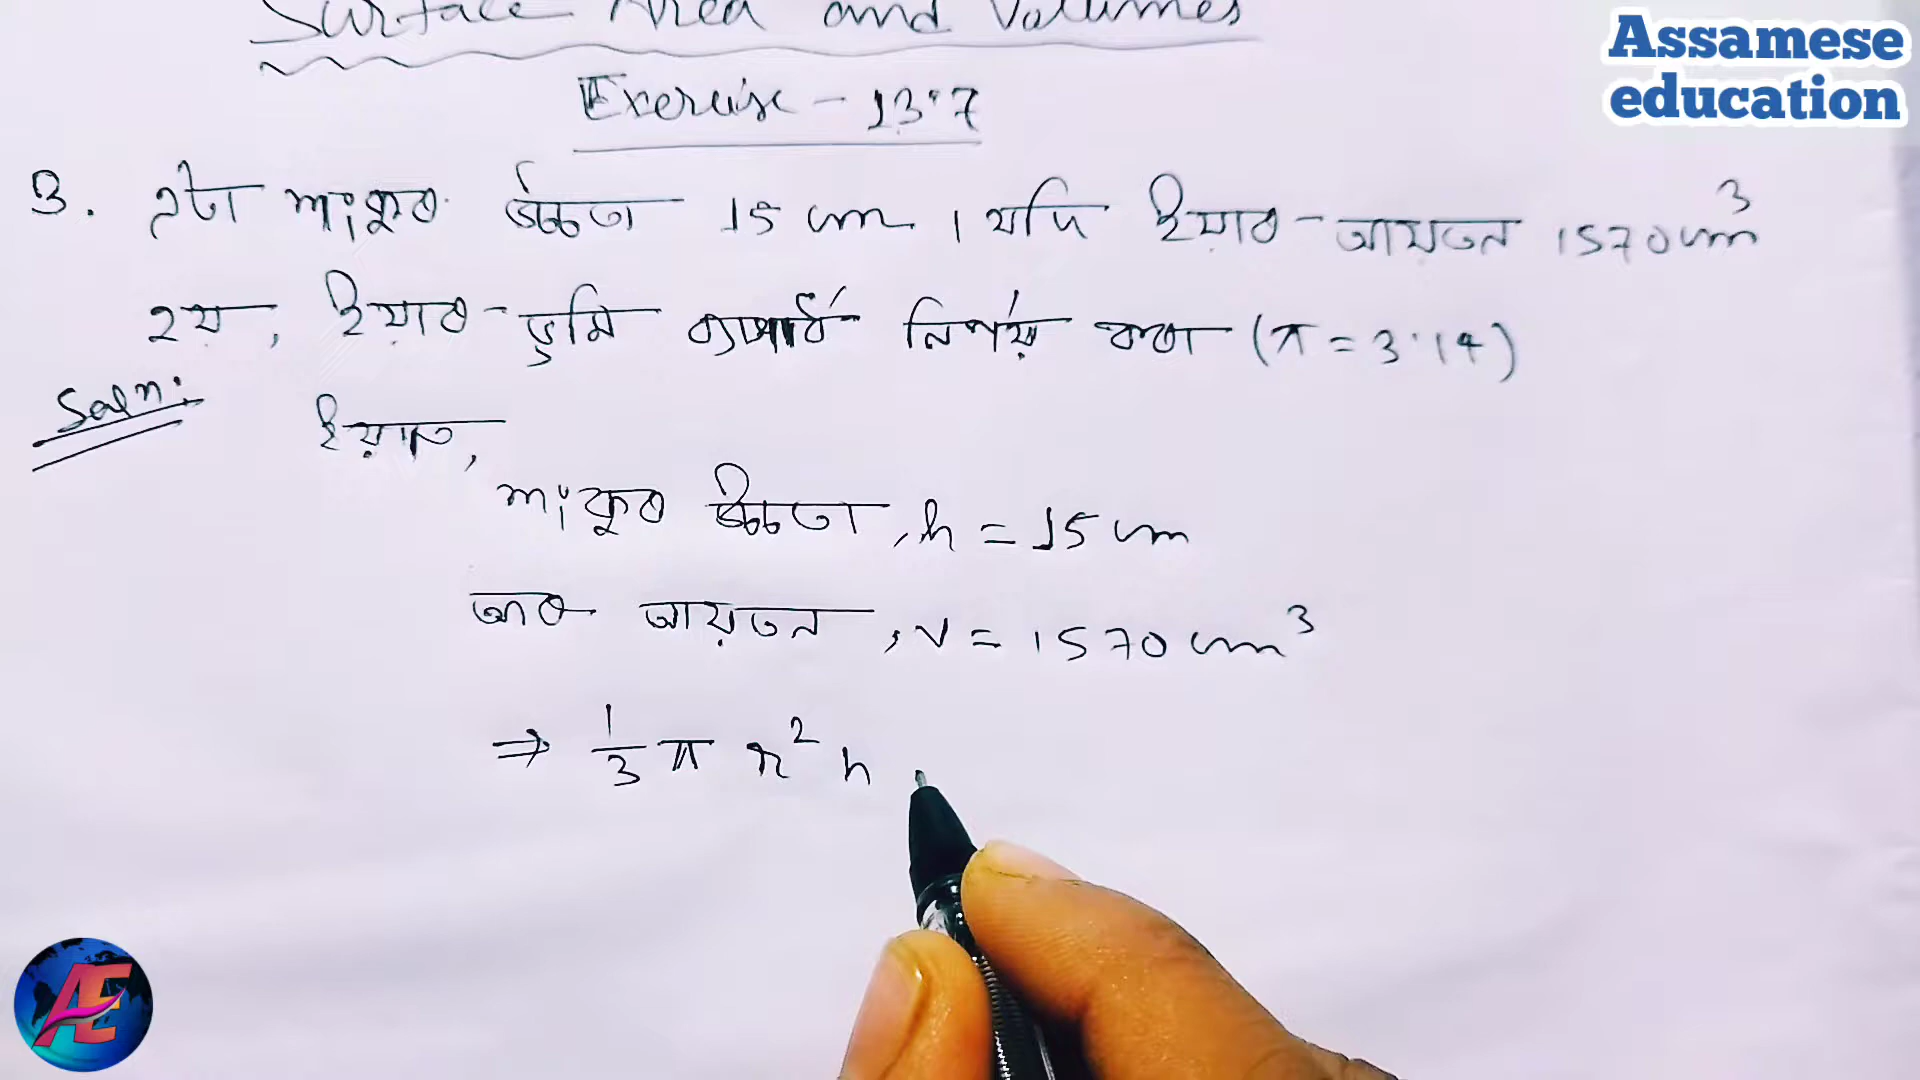 Surface Area and Volumes
Assamese
education
Exercise - 13.7
3. এটা শংকুৰ উচ্চতা 15 cm । যদি ইয়াৰ আয়তন 1570 cm³
হয়, ইয়াৰ ভূমি ব্যাসাৰ্ধ নিৰ্ণয় কৰা (π = 3.14)
Soln:
ইয়াত,
শংকুৰ উচ্চতা, h = 15 cm
আৰু আয়তন, v = 1570 cm³
⇒ 1/3 π r² h
AE